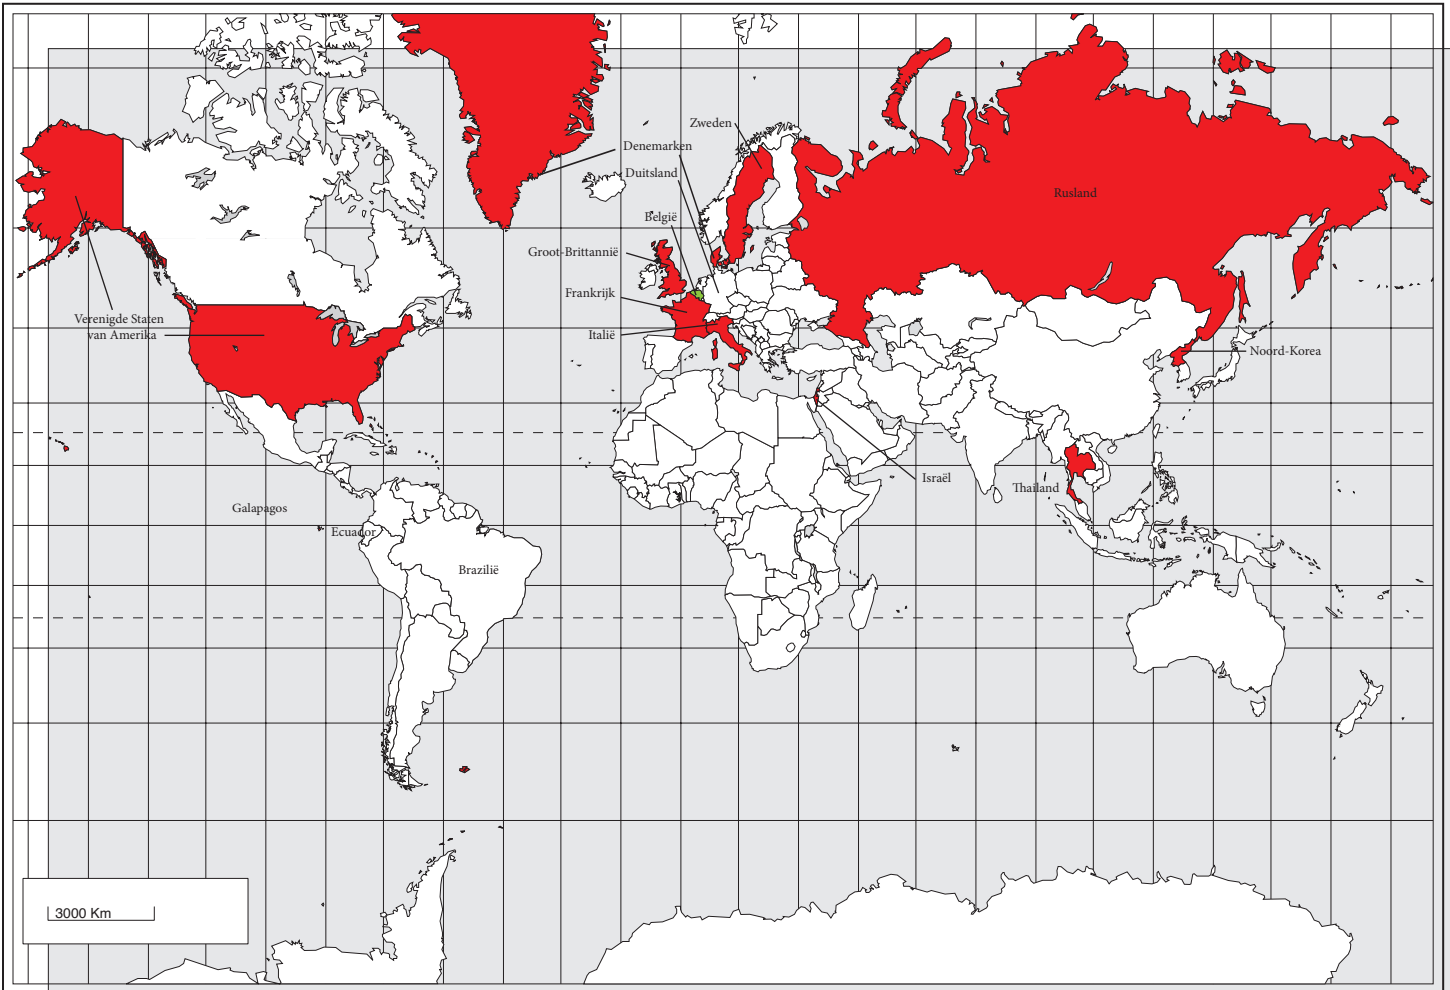 Zweden
Denemarken
Duitsland
Rusland
België
Groot-Brittannië
Frankrijk
Verenigde Staten
van Amerika
Italië
Noord-Korea
Israël
Thailand
Galapagos
Ecuador
Brazilië
3000 Km